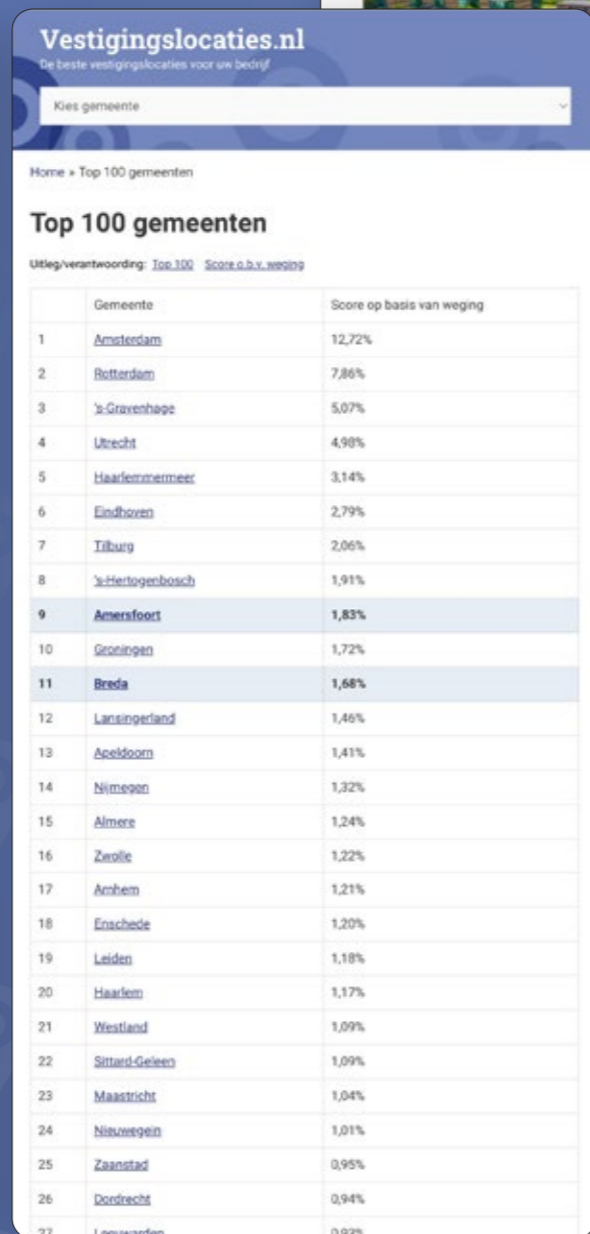 Vestigingslocaties.nl
De beste vestigingslocaties voor uw bedrijf
Kies gemeente
Home » Top 100 gemeenten
Top 100 gemeenten
Uitleg/verantwoording: Top 100 Score o.b.v. weging
Gemeente Score op basis van weging
1 Amsterdam 12,72%
2 Rotterdam 7,86%
3 's-Gravenhage 5,07%
4 Utrecht 4,98%
5 Haarlemmermeer 3,14%
6 Eindhoven 2,79%
7 Tilburg 2,06%
8 's-Hertogenbosch 1,91%
9 Amersfoort 1,83%
10 Groningen 1,72%
11 Breda 1,68%
12 Lansingerland 1,46%
13 Apeldoorn 1,41%
14 Nijmegen 1,32%
15 Almere 1,24%
16 Zwolle 1,22%
17 Arnhem 1,21%
18 Enschede 1,20%
19 Leiden 1,18%
20 Haarlem 1,17%
21 Westland 1,09%
22 Sittard-Geleen 1,09%
23 Maastricht 1,04%
24 Nieuwegein 1,01%
25 Zaanstad 0,95%
26 Dordrecht 0,94%
27 Leeuwarden 0,93%